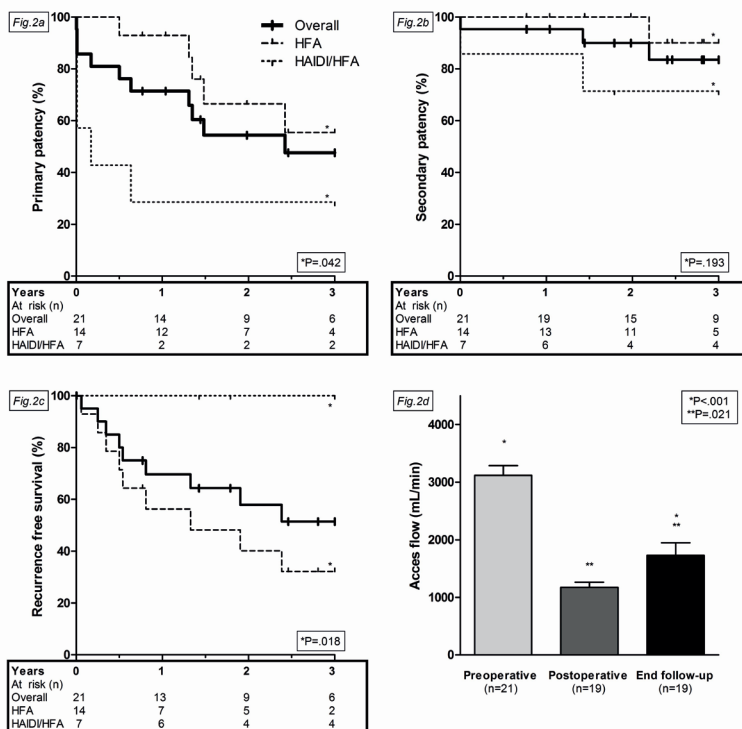 Fig.2a
Overall
HFA
HAIDI/HFA
Primary patency (%)
100
80
60
40
20
0
*
*
*P=.042
Years 0 1 2 3
At risk (n)
Overall 21 14 9 6
HFA 14 12 7 4
HAIDI/HFA 7 2 2 2
Fig.2b
Secondary patency (%)
100
80
60
40
20
0
*
*
*P=.193
Years 0 1 2 3
At risk (n)
Overall 21 19 15 9
HFA 14 13 11 5
HAIDI/HFA 7 6 4 4
Fig.2c
Recurrence free survival (%)
100
80
60
40
20
0
*
*
*P=.018
Years 0 1 2 3
At risk (n)
Overall 21 13 9 6
HFA 14 7 5 2
HAIDI/HFA 7 6 4 4
Fig.2d
*P<.001
**P=.021
Acces flow (mL/min)
4000
3000
2000
1000
0
*
**
*
**
Preoperative Postoperative End follow-up
(n=21) (n=19) (n=19)